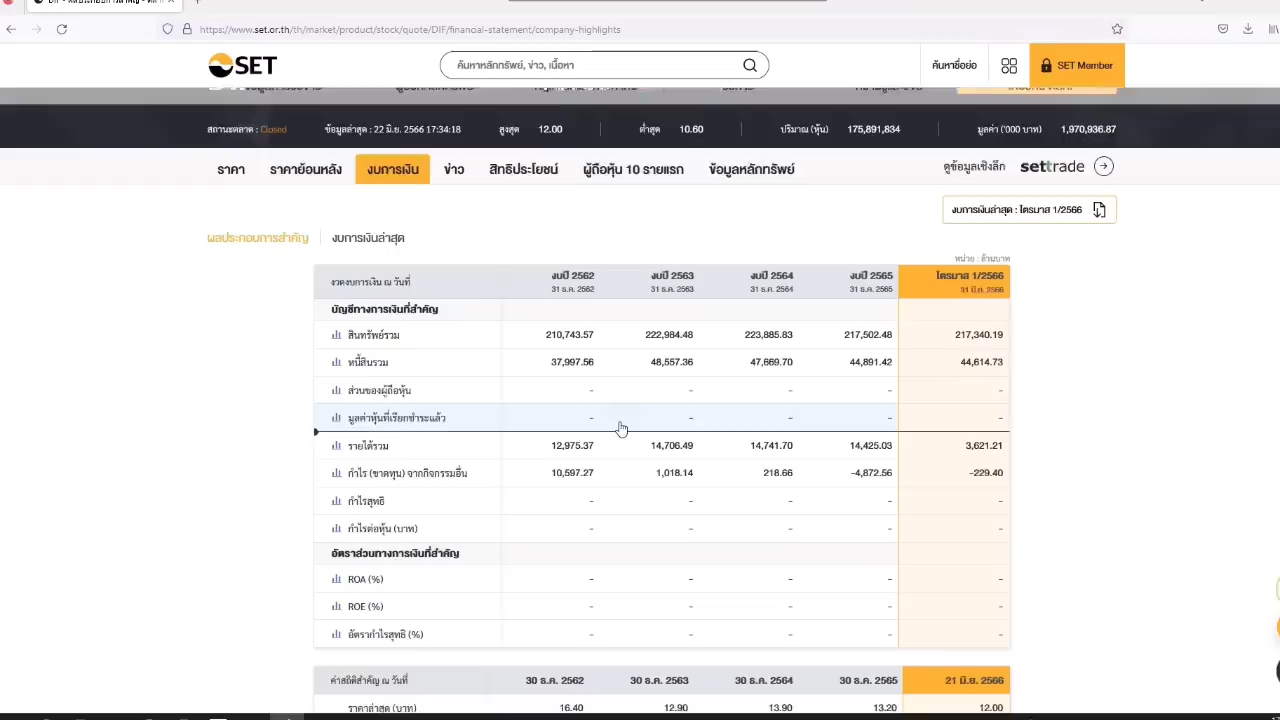 https://www.set.or.th/th/market/product/stock/quote/DIF/financial-statement/company-highlights
SET
ค้นหาหลักทรัพย์, ข่าว, เนื้อหา
ค้นหาชื่อย่อ
SET Member
สถานะตลาด : Closed
ข้อมูลล่าสุด : 22 มิ.ย. 2566 17:34:18
สูงสุด 12.00
ต่ำสุด 10.60
ปริมาณ (หุ้น) 175,891,834
มูลค่า ('000 บาท) 1,970,936.87
ราคา ราคาย้อนหลัง งบการเงิน ข่าว สิทธิประโยชน์ ผู้ถือหุ้น 10 รายแรก ข้อมูลหลักทรัพย์
ดูข้อมูลเชิงลึก settrade
งบการเงินล่าสุด : ไตรมาส 1/2566
ผลประกอบการสำคัญ งบการเงินล่าสุด
หน่วย : ล้านบาท
งวดงบการเงิน ณ วันที่ งบปี 2562 งบปี 2563 งบปี 2564 งบปี 2565 ไตรมาส 1/2566
31 ธ.ค. 2562 31 ธ.ค. 2563 31 ธ.ค. 2564 31 ธ.ค. 2565 31 มี.ค. 2566
บัญชีทางการเงินที่สำคัญ
สินทรัพย์รวม 210,743.57 222,984.48 223,885.83 217,502.48 217,340.19
หนี้สินรวม 37,997.56 48,557.36 47,669.70 44,891.42 44,614.73
ส่วนของผู้ถือหุ้น - - - - -
มูลค่าหุ้นที่เรียกชำระแล้ว - - - - -
รายได้รวม 12,975.37 14,706.49 14,741.70 14,425.03 3,621.21
กำไร (ขาดทุน) จากกิจกรรมอื่น 10,597.27 1,018.14 218.66 -4,872.56 -229.40
กำไรสุทธิ - - - - -
กำไรต่อหุ้น (บาท) - - - - -
อัตราส่วนทางการเงินที่สำคัญ
ROA (%) - - - - -
ROE (%) - - - - -
อัตรากำไรสุทธิ (%) - - - - -
ค่าสถิติสำคัญ ณ วันที่ 30 ธ.ค. 2562 30 ธ.ค. 2563 30 ธ.ค. 2564 30 ธ.ค. 2565 21 มิ.ย. 2566
ราคาล่าสุด (บาท) 16.40 12.90 13.90 13.20 12.00